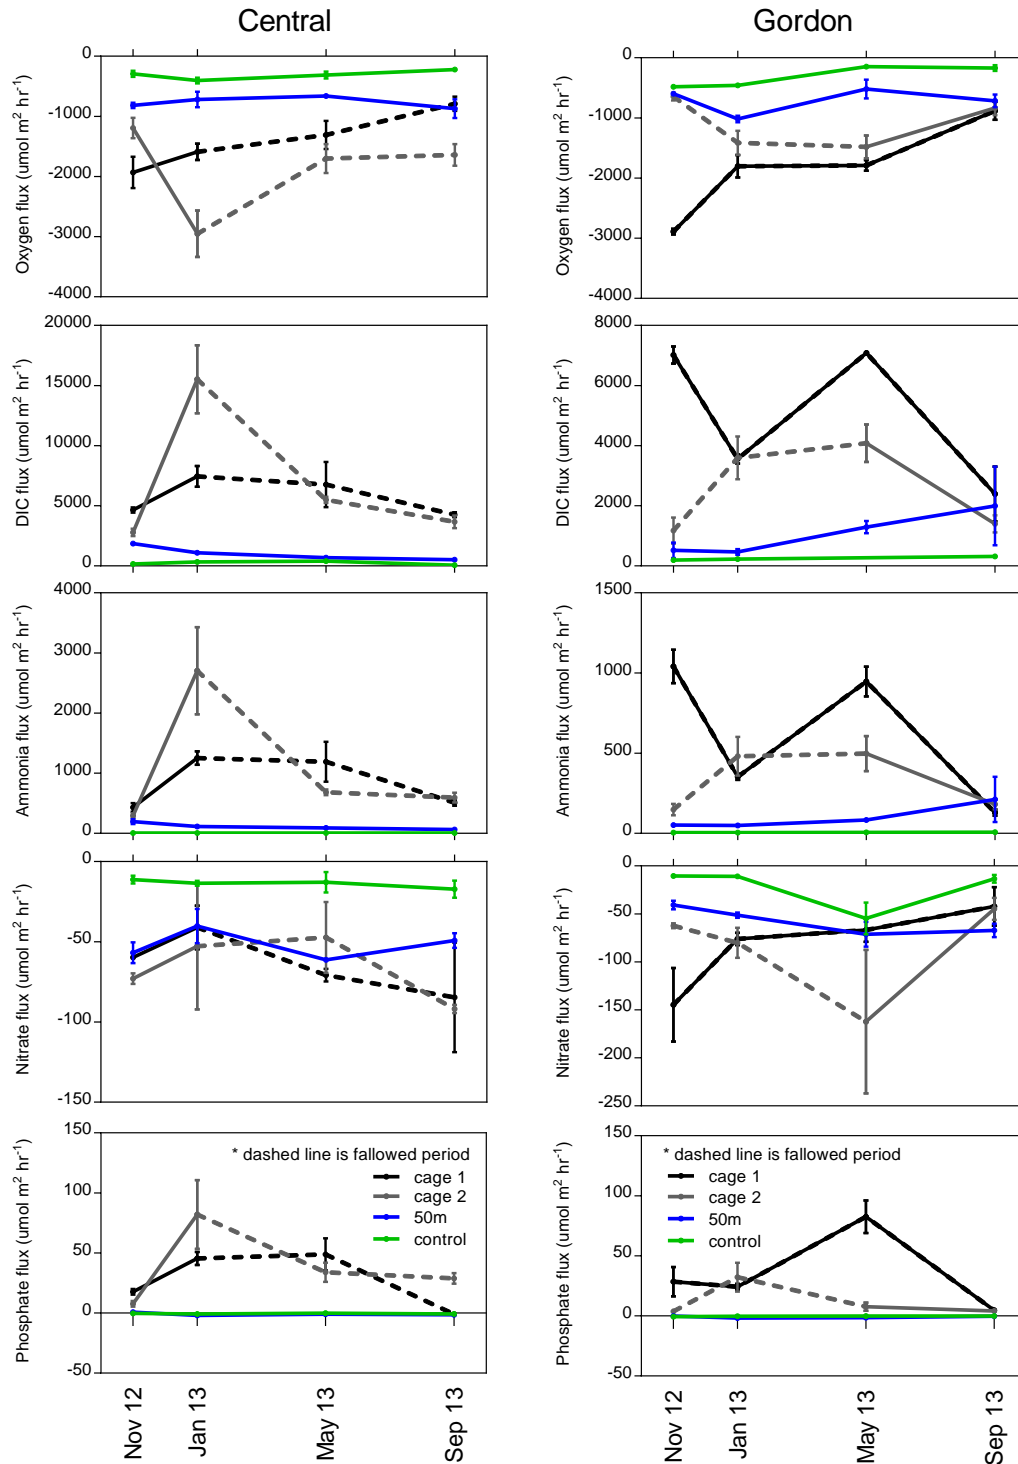 Central
Gordon
Oxygen flux (umol m² hr⁻¹)
0
-1000
-2000
-3000
-4000
Oxygen flux (umol m² hr⁻¹)
0
-1000
-2000
-3000
-4000
DIC flux (umol m² hr⁻¹)
20000
15000
10000
5000
0
DIC flux (umol m² hr⁻¹)
8000
6000
4000
2000
0
Ammonia flux (umol m² hr⁻¹)
4000
3000
2000
1000
0
Ammonia flux (umol m² hr⁻¹)
1500
1000
500
0
Nitrate flux (umol m² hr⁻¹)
0
-50
-100
-150
Nitrate flux (umol m² hr⁻¹)
0
-50
-100
-150
-200
-250
Phosphate flux (umol m² hr⁻¹)
150
100
50
0
-50
* dashed line is fallowed period
cage 1
cage 2
50m
control
Phosphate flux (umol m² hr⁻¹)
150
100
50
0
-50
* dashed line is fallowed period
cage 1
cage 2
50m
control
Nov 12
Jan 13
May 13
Sep 13
Nov 12
Jan 13
May 13
Sep 13